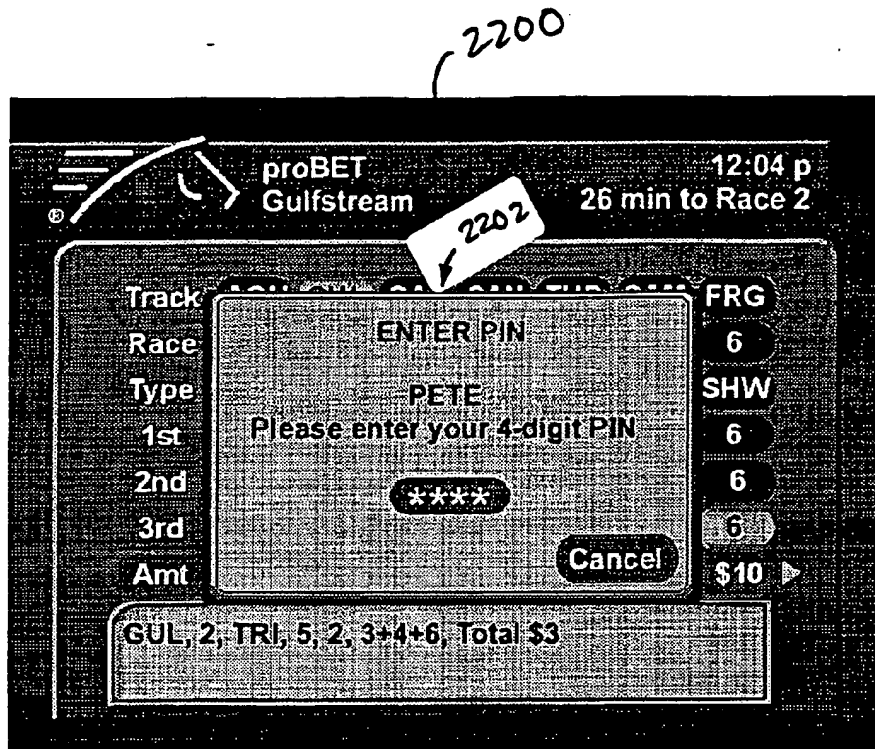 2200
proBET 12:04 p
Gulfstream 26 min to Race 2
®
2202
Track FRG
ENTER PIN
Race 6
Type PETE SHW
Please enter your 4-digit PIN
1st 6
2nd 6
****
3rd 6
Cancel
Amt $10
GUL, 2, TRI, 5, 2, 3+4+6, Total $3